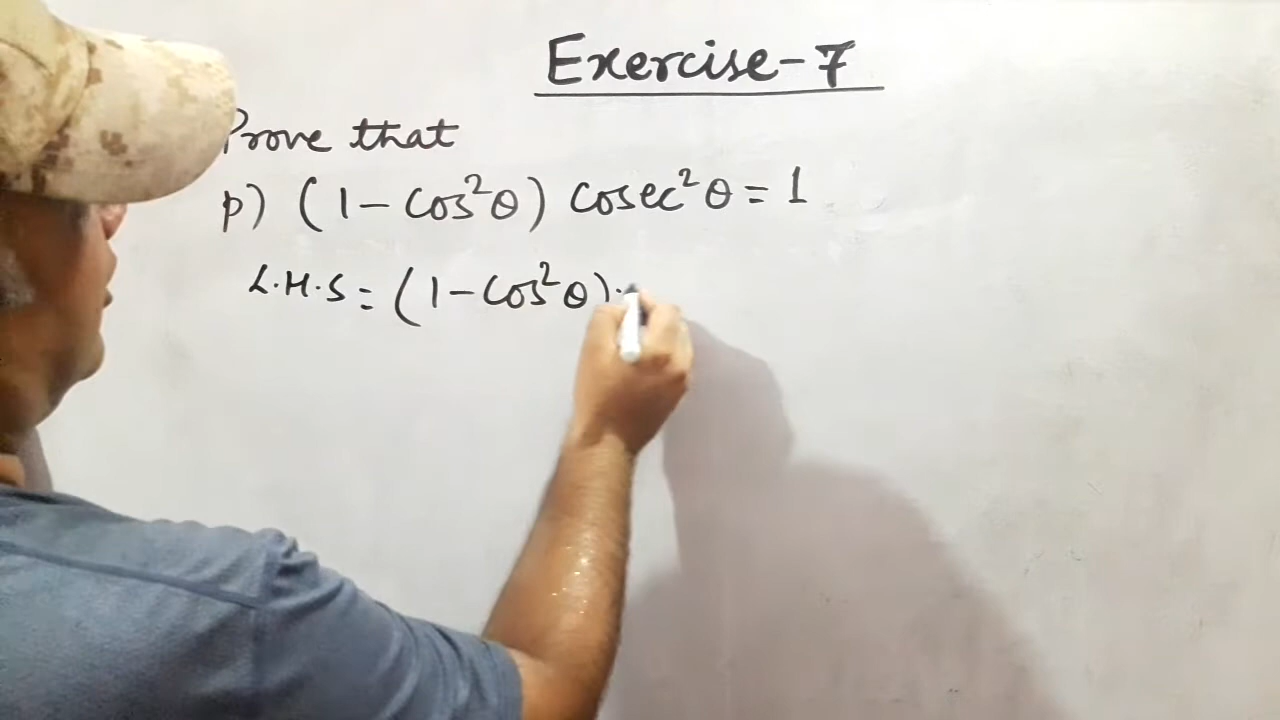 Exercise-7
Prove that
p) (1-Cos²θ) Cosec²θ = 1
L.H.S = (1-Cos²θ).